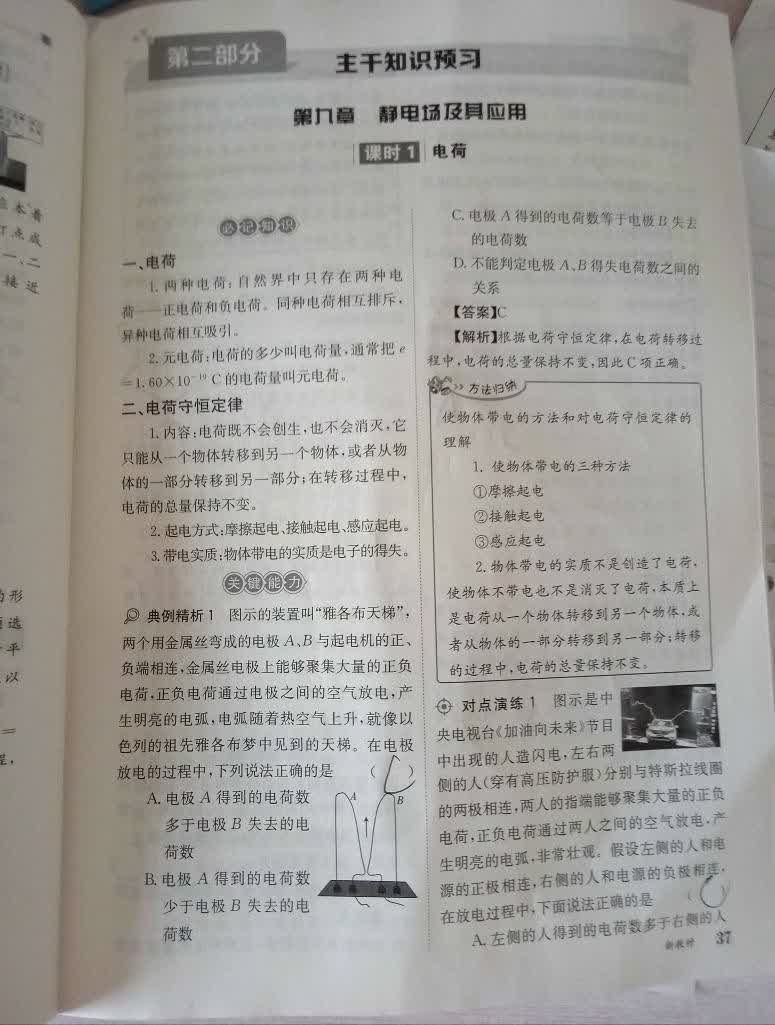 第二部分
主干知识预习
第九章 静电场及其应用
课时1 电荷
必记知识
一、电荷
1. 两种电荷：自然界中只存在两种电
荷——正电荷和负电荷。同种电荷相互排斥，
异种电荷相互吸引。
2. 元电荷：电荷的多少叫电荷量，通常把 e
=1.60×10⁻¹⁹ C 的电荷量叫元电荷。
二、电荷守恒定律
1. 内容：电荷既不会创生，也不会消灭，它
只能从一个物体转移到另一个物体，或者从物
体的一部分转移到另一部分；在转移过程中，
电荷的总量保持不变。
2. 起电方式：摩擦起电、接触起电、感应起电。
3. 带电实质：物体带电的实质是电子的得失。
关键能力
典例精析 1 图示的装置叫“雅各布天梯”，
两个用金属丝弯成的电极 A、B 与起电机的正、
负端相连，金属丝电极上能够聚集大量的正负
电荷，正负电荷通过电极之间的空气放电，产
生明亮的电弧，电弧随着热空气上升，就像以
色列的祖先雅各布梦中见到的天梯。在电极
放电的过程中，下列说法正确的是 （ ）
A. 电极 A 得到的电荷数
多于电极 B 失去的电
荷数
B. 电极 A 得到的电荷数
少于电极 B 失去的电
荷数
A
B
C. 电极 A 得到的电荷数等于电极 B 失去
的电荷数
D. 不能判定电极 A、B 得失电荷数之间的
关系
【答案】C
【解析】根据电荷守恒定律，在电荷转移过
程中，电荷的总量保持不变，因此 C 项正确。
方法归纳
使物体带电的方法和对电荷守恒定律的
理解
1. 使物体带电的三种方法
①摩擦起电
②接触起电
③感应起电
2. 物体带电的实质不是创造了电荷，
使物体不带电也不是消灭了电荷，本质上
是电荷从一个物体转移到另一个物体，或
者从物体的一部分转移到另一部分；转移
的过程中，电荷的总量保持不变。
对点演练 1 图示是中
央电视台《加油向未来》节目
中出现的人造闪电，左右两
侧的人（穿有高压防护服）分别与特斯拉线圈
的两极相连，两人的指端能够聚集大量的正负
电荷，正负电荷通过两人之间的空气放电，产
生明亮的电弧，非常壮观。假设左侧的人和电
源的正极相连，右侧的人和电源的负极相连，
在放电过程中，下面说法正确的是 （ ）
A. 左侧的人得到的电荷数多于右侧的人
新教材 37